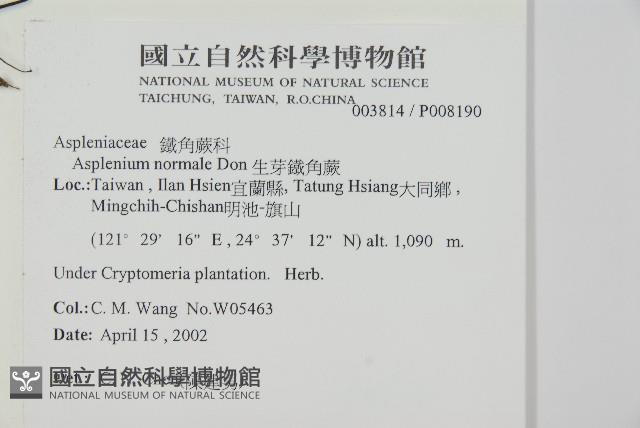 國立自然科學博物館
NATIONAL MUSEUM OF NATURAL SCIENCE
TAICHUNG, TAIWAN, R.O.CHINA
003814 / P008190
Aspleniaceae 鐵角蕨科
Asplenium normale Don 生芽鐵角蕨
Loc.:Taiwan , Ilan Hsien宜蘭縣, Tatung Hsiang大同鄉 ,
Mingchih-Chishan明池-旗山
(121° 29' 16" E , 24° 37' 12" N) alt. 1,090 m.
Under Cryptomeria plantation. Herb.
Col.: C. M. Wang No.W05463
Date: April 15 , 2002
國立自然科學博物館
NATIONAL MUSEUM OF NATURAL SCIENCE